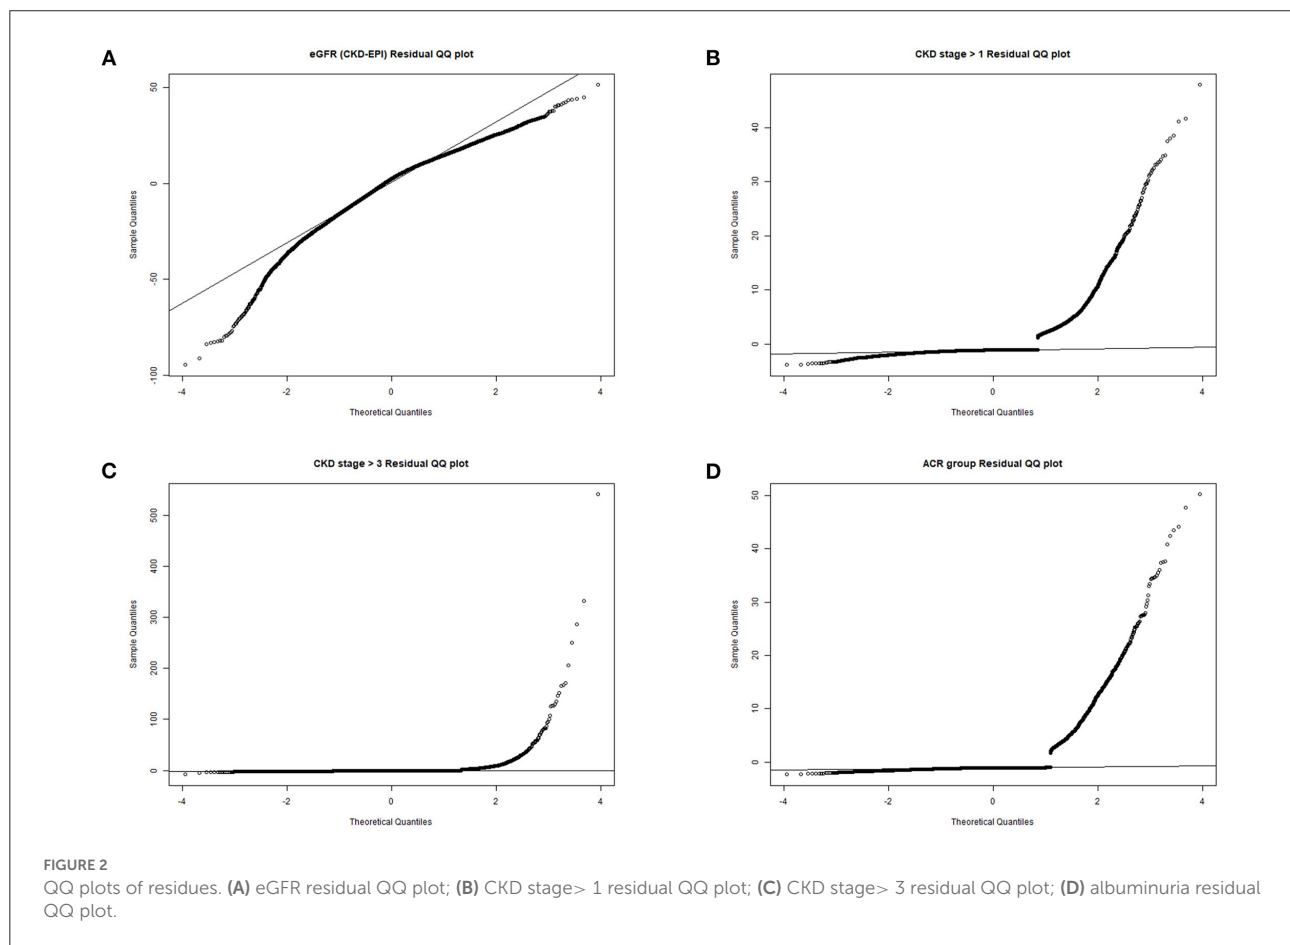 A
eGFR (CKD-EPI) Residual QQ plot
Sample Quantiles
50
0
-50
-100
-4
-2
0
2
4
Theoretical Quantiles
B
CKD stage > 1 Residual QQ plot
Sample Quantiles
40
30
20
10
0
-4
-2
0
2
4
Theoretical Quantiles
C
CKD stage > 3 Residual QQ plot
Sample Quantiles
500
400
300
200
100
0
-4
-2
0
2
4
Theoretical Quantiles
D
ACR group Residual QQ plot
Sample Quantiles
50
40
30
20
10
0
-4
-2
0
2
4
Theoretical Quantiles
FIGURE 2
QQ plots of residues. (A) eGFR residual QQ plot; (B) CKD stage> 1 residual QQ plot; (C) CKD stage> 3 residual QQ plot; (D) albuminuria residual
QQ plot.